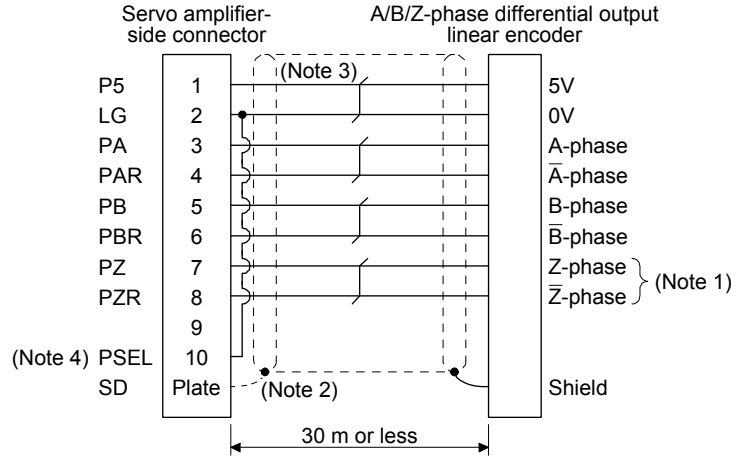 Servo amplifier-
side connector
A/B/Z-phase differential output
linear encoder
(Note 3)
P5 1 5V
LG 2 0V
PA 3 A-phase
PAR 4 A̅-phase
PB 5 B-phase
PBR 6 B̅-phase
PZ 7 Z-phase
(Note 1)
PZR 8 Z̅-phase
9
(Note 4) PSEL 10
SD Plate (Note 2) Shield
30 m or less